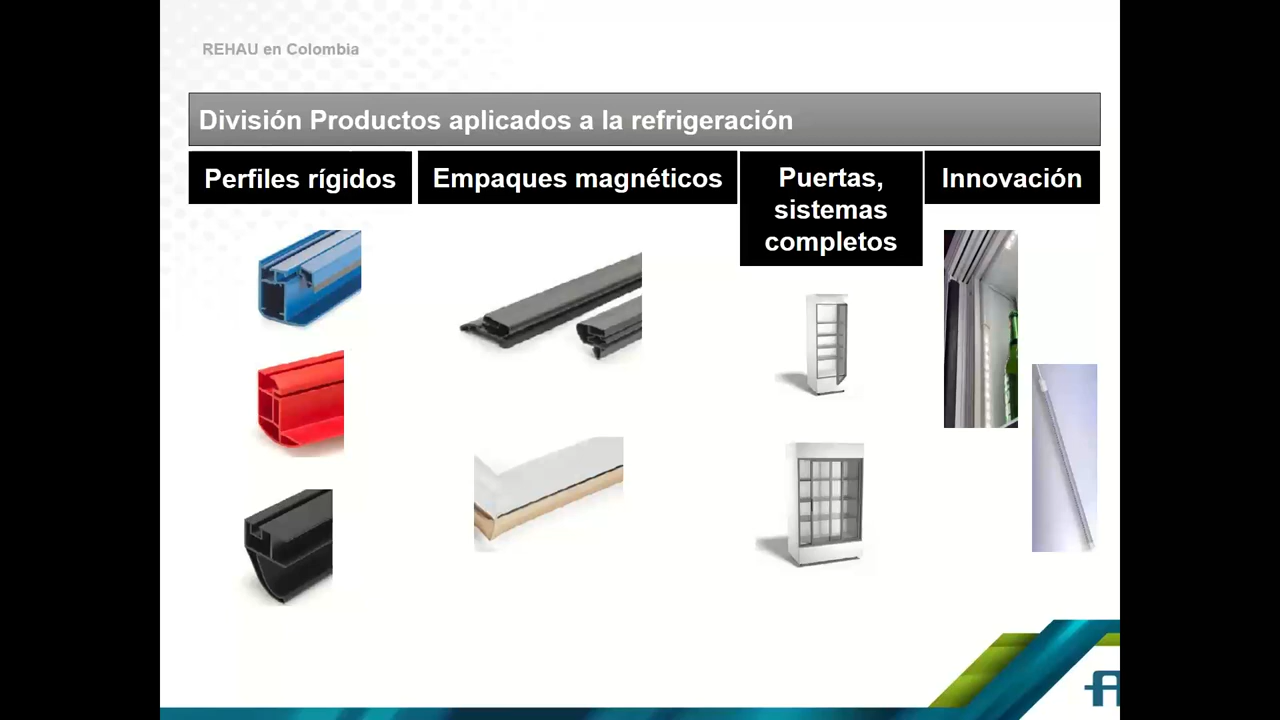 REHAU en Colombia
División Productos aplicados a la refrigeración
Perfiles rígidos
Empaques magnéticos
Puertas,
sistemas
completos
Innovación